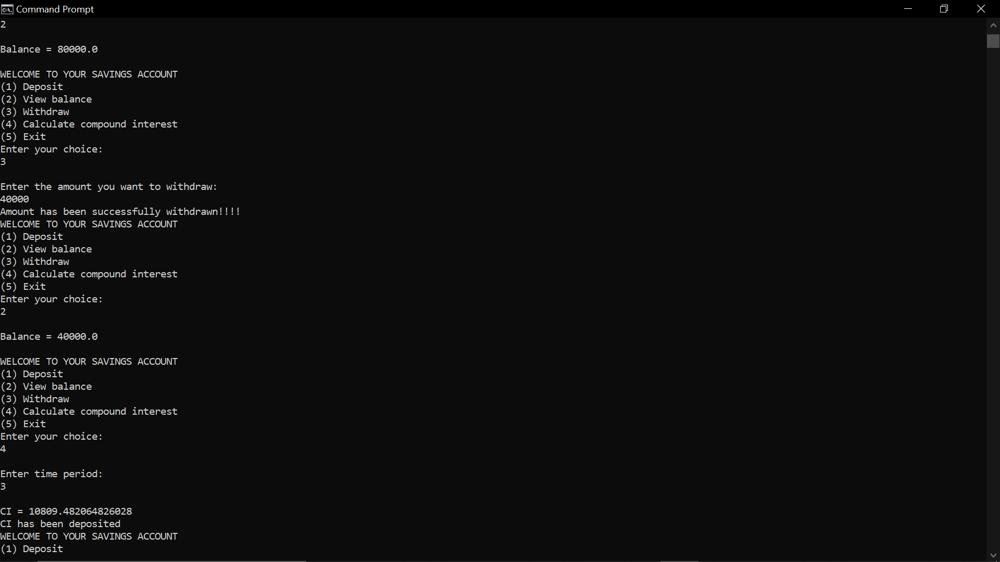 Command Prompt
2
Balance = 80000.0
WELCOME TO YOUR SAVINGS ACCOUNT
(1) Deposit
(2) View balance
(3) Withdraw
(4) Calculate compound interest
(5) Exit
Enter your choice:
3
Enter the amount you want to withdraw:
40000
Amount has been successfully withdrawn!!!!
WELCOME TO YOUR SAVINGS ACCOUNT
(1) Deposit
(2) View balance
(3) Withdraw
(4) Calculate compound interest
(5) Exit
Enter your choice:
2
Balance = 40000.0
WELCOME TO YOUR SAVINGS ACCOUNT
(1) Deposit
(2) View balance
(3) Withdraw
(4) Calculate compound interest
(5) Exit
Enter your choice:
4
Enter time period:
3
CI = 10809.482064826028
CI has been deposited
WELCOME TO YOUR SAVINGS ACCOUNT
(1) Deposit